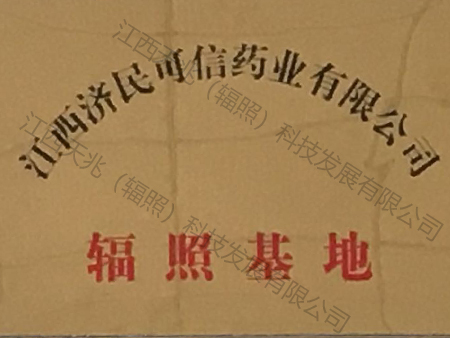 江西济民可信药业有限公司
辐照基地
江西天兆（辐照）科技发展有限公司
江西天兆（辐照）科技发展有限公司